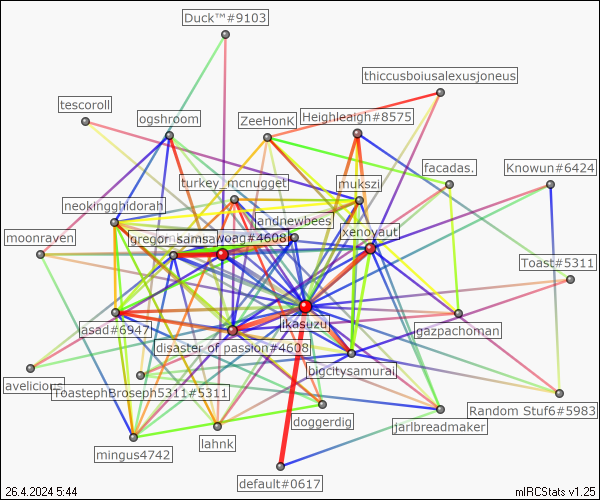 Duck™#9103
thiccusboiusalexusjoneus
tescoroll
ogshroom
ZeeHonK
Heighleaigh#8575
facadas.
Knowun#6424
turkey_mcnugget
mukszi
neokingghidorah
landnewbees
xenoyaut
moonraven
gregor_samsa
woag#4608
Toast#5311
ikasuzu
asad#6947
gazpachoman
disaster of passion#4608
bigcitysamurai
avelicious
ToastephBroseph5311#5311
Random Stuf6#5983
doggerdig
jarlbreadmaker
lahnk
mingus4742
default#0617
26.4.2024 5:44
mIRCStats v1.25